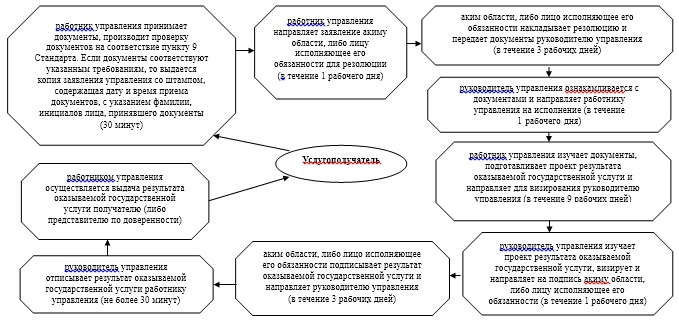 работник управления принимает
документы, производит проверку
документов на соответствие пункту 9
Стандарта. Если документы соответствуют
указанным требованиям, то выдается
копия заявления управления со штампом,
содержащая дату и время приема
документов, с указанием фамилии,
инициалов лица, принявшего документы
(30 минут)
работник управления
направляет заявление акиму
области, либо лицу
исполняющее его
обязанности для резолюции
(в течение 1 рабочего дня)
аким области, либо лицо исполняющее его
обязанности накладывает резолюцию и
передает документы руководителю управления
(в течение 3 рабочих дней)
руководитель управления ознакамливается с
документами и направляет работнику
управления на исполнение (в течение
1 рабочего дня)
работник управления изучает документы,
подготавливает проект результата
оказываемой государственной услуги и
направляет для визирования руководителю
управления (в течение 9 рабочих дней)
руководитель управления изучает
проект результата оказываемой
государственной услуги, визирует и
направляет на подпись акиму области,
либо лицу исполняющее его
обязанности (в течение 1 рабочего дня)
аким области, либо лицо исполняющее
его обязанности подписывает результат
оказываемой государственной услуги и
направляет руководителю управления
(в течение 3 рабочих дней)
руководитель управления
отписывает результат оказываемой
государственной услуги работнику
управления (не более 30 минут)
работником управления
осуществляется выдача результата
оказываемой государственной
услуги получателю (либо
представителю по доверенности)
Услугополучатель